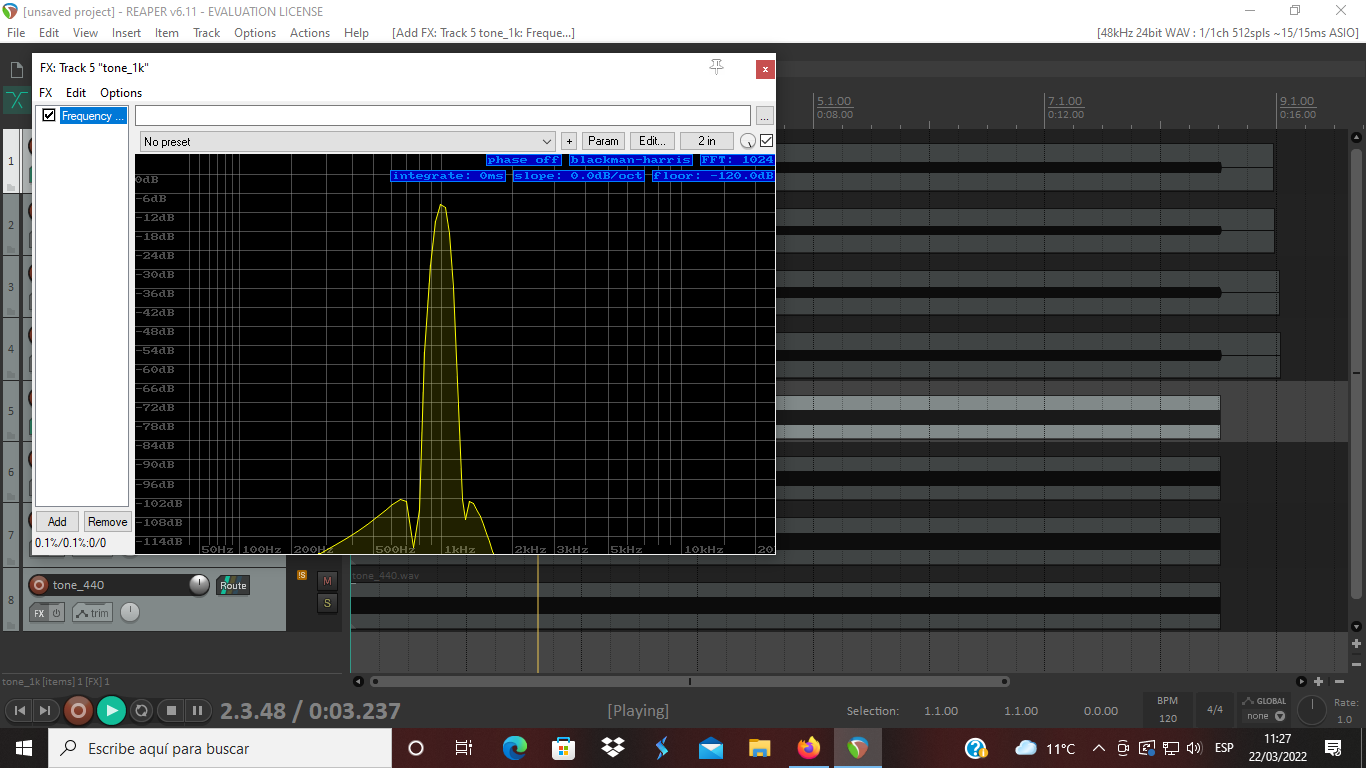 [unsaved project] - REAPER v6.11 - EVALUATION LICENSE
File Edit View Insert Item Track Options Actions Help [Add FX: Track 5 tone_1k: Freque...] [48kHz 24bit WAV : 1/1ch 512spls ~15/15ms ASIO]
FX: Track 5 "tone_1k" x
FX Edit Options
Frequency ... ...
No preset + Param Edit... 2 in
phase off blackman-harris FFT: 1024
integrate: 0ms slope: 0.0dB/oct floor: -120.0dB
0dB
-6dB
-12dB
-18dB
-24dB
-30dB
-36dB
-42dB
-48dB
-54dB
-60dB
-66dB
-72dB
-78dB
-84dB
-90dB
-96dB
-102dB
-108dB
-114dB
50Hz 100Hz 200Hz 500Hz 1kHz 2kHz 3kHz 5kHz 10kHz 20
Add Remove
0.1%/0.1%:0/0
5.1.00 7.1.00 9.1.00
0:08.00 0:12.00 0:16.00
1
2
3
4
5
6
7
8
tone_440 Route M
FX trim S
tone_440.wav
tone_1k [items] 1 [FX] 1
2.3.48 / 0:03.237 [Playing] Selection: 1.1.00 1.1.00 0.0.00
BPM
120
4/4
GLOBAL
none
Rate:
1.0
Escribe aquí para buscar
11°C ESP
11:27
22/03/2022